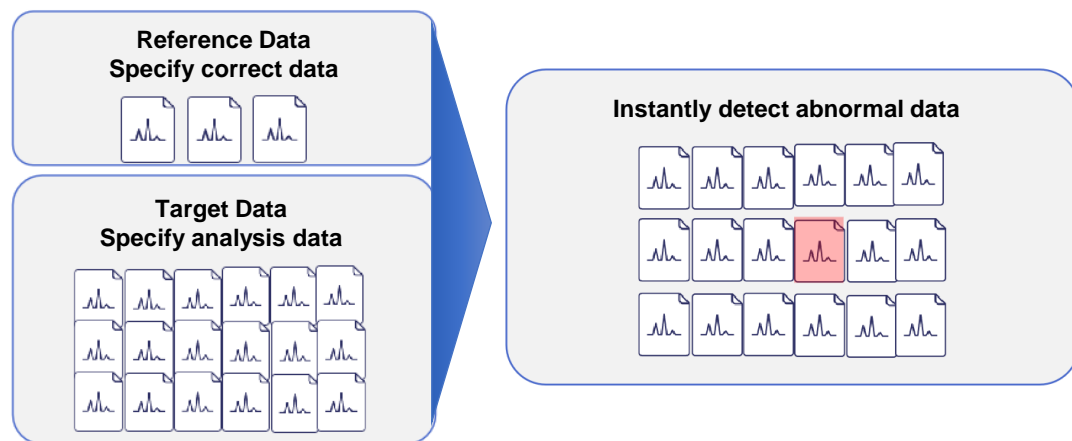 Reference Data
Specify correct data
Target Data
Specify analysis data
Instantly detect abnormal data